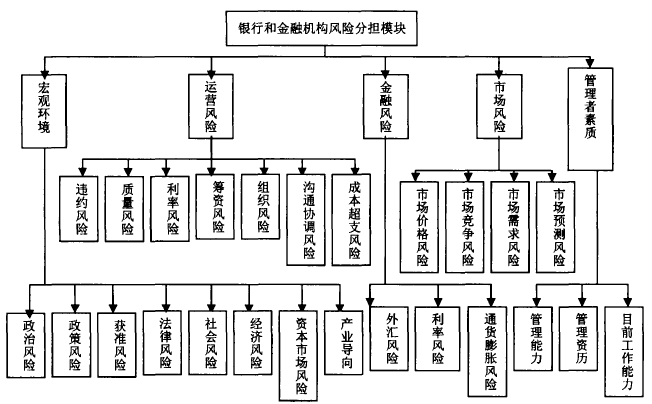 银行和金融机构风险分担模块
宏观环境
运营风险
金融风险
市场风险
管理者素质
违约风险
质量风险
利率风险
筹资风险
组织风险
沟通协调风险
成本超支风险
市场价格风险
市场竞争风险
市场需求风险
市场预测风险
政治风险
政策风险
获准风险
法律风险
社会风险
经济风险
资本市场风险
产业导向
外汇风险
利率风险
通货膨胀风险
管理能力
管理资历
目前工作能力